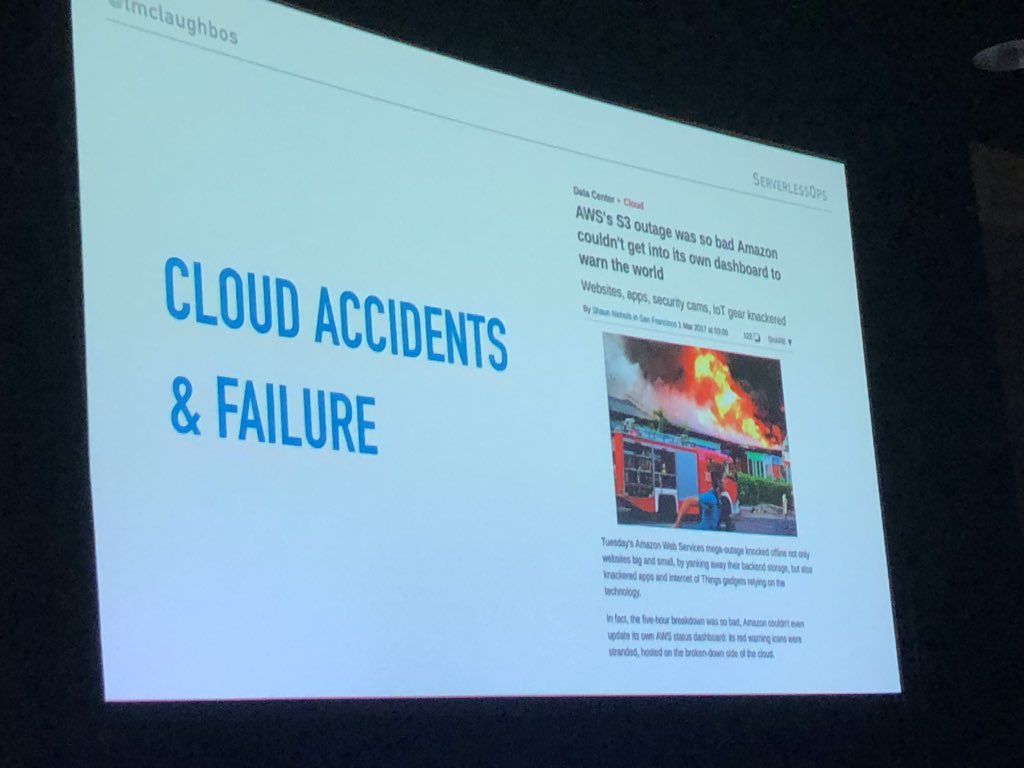 @tmclaughbos
SERVERLESSOPS
CLOUD ACCIDENTS
& FAILURE
Data Center • Cloud
AWS's S3 outage was so bad Amazon
couldn't get into its own dashboard to
warn the world
Websites, apps, security cams, IoT gear knackered
By Shaun Nichols in San Francisco 1 Mar 2017 at 03:00
122 SHARE ▼
Tuesday's Amazon Web Services mega-outage knocked offline not only
websites big and small, by yanking away their backend storage, but also
knackered apps and Internet of Things gadgets relying on the
technology.
In fact, the five-hour breakdown was so bad, Amazon couldn't even
update its own AWS status dashboard: its red warning icons were
stranded, hosted on the broken-down side of the cloud.